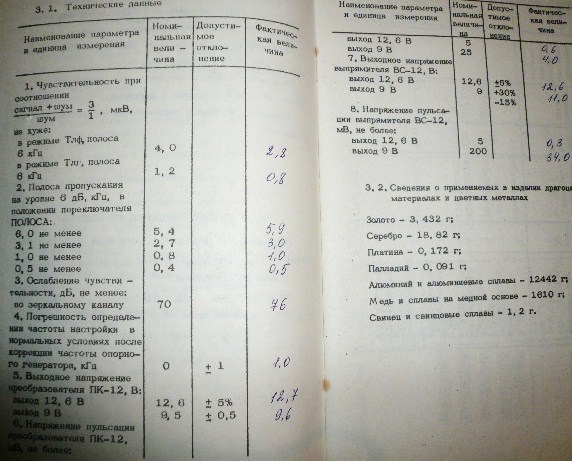 3. 1. Технические данные
Наименование параметра и единица измерения | Номинальная величина | Допустимое отклонение | Фактическая величина
1. Чувствительность при
соотношении
сигнал + шум / шум = 3 / 1 , мкВ,
не хуже:
в режиме Тлф, полоса
6 кГц 4, 0 2,8
в режиме Тлг, полоса
6 кГц 1, 2 0,8
2. Полоса пропускания
на уровне 6 дБ, кГц, в
положении переключателя
ПОЛОСА:
6, 0 не менее 5, 4 5,9
3, 1 не менее 2, 7 3,0
1, 0 не менее 0, 8 1,0
0, 5 не менее 0, 4 0,5
3. Ослабление чувстви -
тельности, дБ, не менее:
по зеркальному каналу 70 76
4. Погрешность определе-
ния частоты настройки в
нормальных условиях после
коррекции частоты опорно-
го генератора, кГц 0 ± 1 1.0
5. Выходное напряжение
преобразователя ПК-12, В:
выход 12, 6 В 12, 6 ± 5% 12,7
выход 9 В 9, 5 ± 0,5 9,6
6. Напряжение пульсации
преобразователя ПК-12,
мВ, не более:
Наименование параметра и единица измерения | Номинальная величина | Допустимое отклонение | Фактическая величина
выход 12, 6 В 5 0,6
выход 9 В 25 4,0
7. Выходное напряжение
выпрямителя ВС-12, В:
выход 12, 6 В 12,6 ±5% 12,6
выход 9 В 9 +30% 11,0
-15%
8. Напряжение пульса-
ции выпрямителя ВС-12,
мВ, не более:
выход 12, 6 В 5 0,3
выход 9 В 200 34,0
3, 2. Сведения о применяемых в изделии драгоце
материалах и цветных металлах
Золото - 3, 432 г;
Серебро - 18, 82 г;
Платина - 0, 172 г;
Палладий - 0, 091 г;
Алюминий и алюминиевые сплавы - 12442 г;
Медь и сплавы на медной основе - 1610 г;
Свинец и свинцовые сплавы - 1, 2 г.